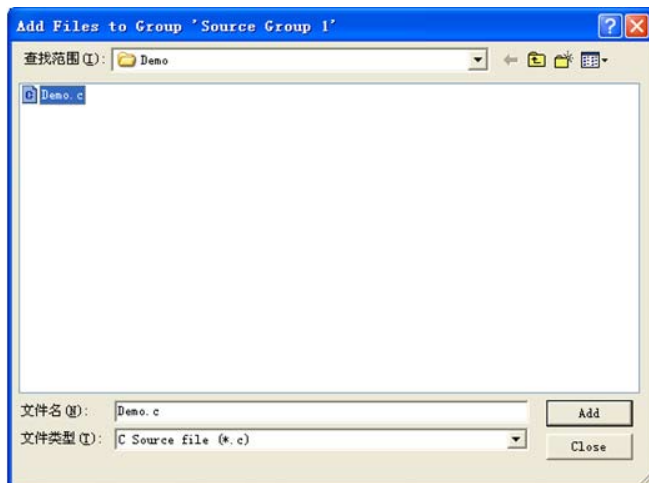 Add Files to Group 'Source Group 1'
查找范围(I): Demo
Demo.c
文件名(N): Demo.c Add
文件类型(T): C Source file (*.c) Close